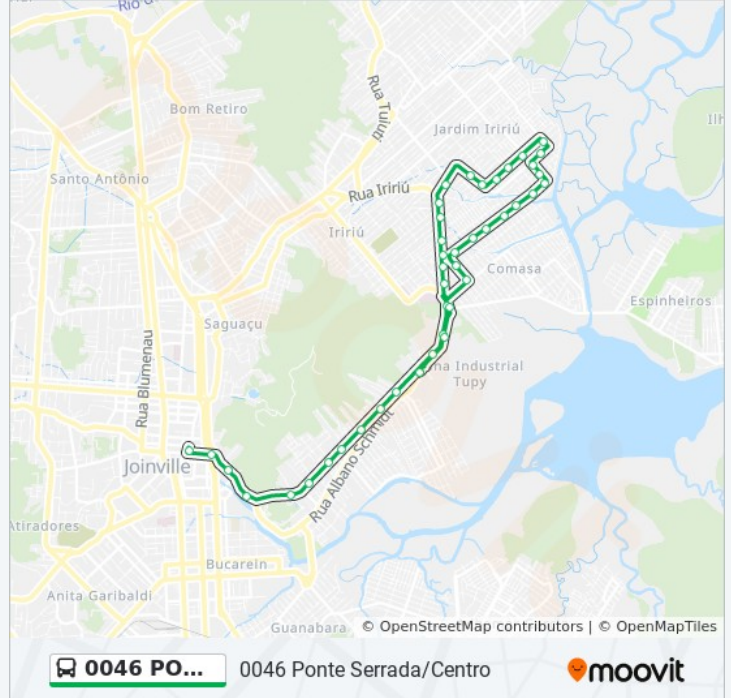 Rio
Bom Retiro
Rua Tuiuti
Jardim Iririú
Ilh
Santo Antônio
Rua Iririú
Iririú
Comasa
Espinheiros
Saguaçu
Rua Blumenau
na Industrial
Tupy
Rua Albano Schmidt
Joinville
Atiradores
Bucarein
Anita Garibaldi
Guanabara
© OpenStreetMap contributors | © OpenMapTiles
0046 PO...
0046 Ponte Serrada/Centro
moovit